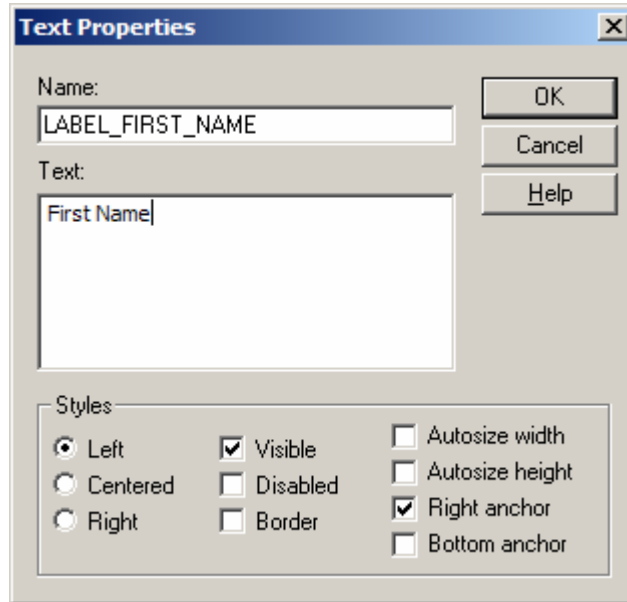 Text Properties
Name:
LABEL_FIRST_NAME
OK
Cancel
Help
Text:
First Name
Styles
Left
Centered
Right
Visible
Disabled
Border
Autosize width
Autosize height
Right anchor
Bottom anchor